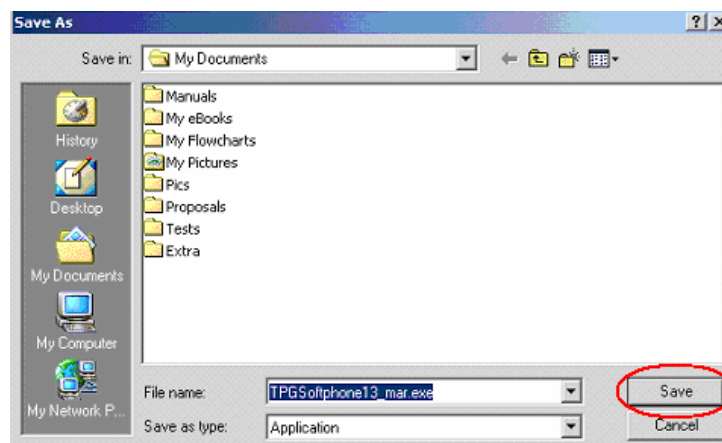 Save As
Save in: My Documents
History
Desktop
My Documents
My Computer
My Network P...
Manuals
My eBooks
My Flowcharts
My Pictures
Pics
Proposals
Tests
Extra
File name: TPGSoftphone13_mar.exe Save
Save as type: Application Cancel